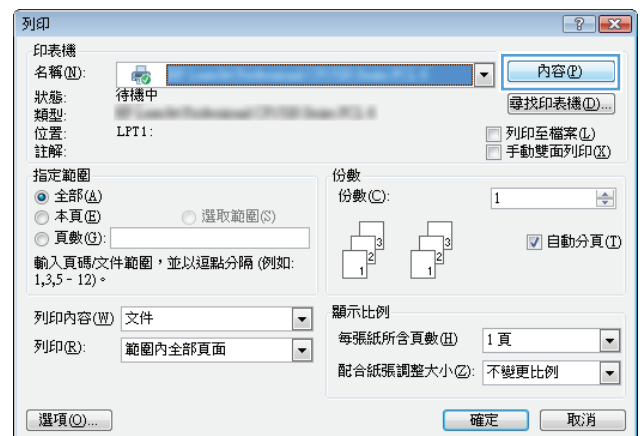 列印
印表機
名稱(N):
內容(P)
狀態: 待機中
尋找印表機(D)...
類型:
位置: LPT1:
列印至檔案(L)
註解:
手動雙面列印(X)
指定範圍
全部(A)
本頁(E) 選取範圍(S)
頁數(G):
輸入頁碼/文件範圍，並以逗點分隔 (例如:
1,3,5 - 12)。
份數
份數(C): 1
3 3
2 2
1 1
自動分頁(T)
列印內容(W) 文件
列印(R): 範圍內全部頁面
顯示比例
每張紙所含頁數(H) 1 頁
配合紙張調整大小(Z): 不變更比例
選項(O)... 確定 取消